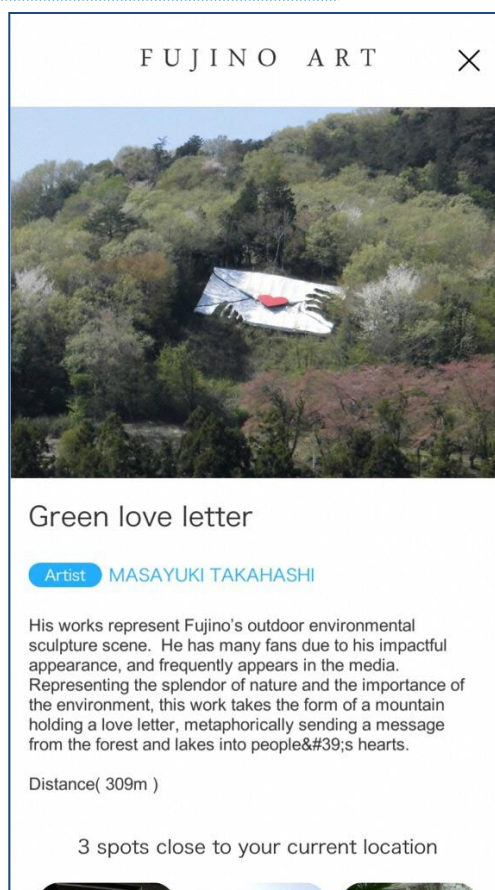 FUJINO ART
Green love letter
Artist MASAYUKI TAKAHASHI
His works represent Fujino's outdoor environmental
sculpture scene.  He has many fans due to his impactful
appearance, and frequently appears in the media.
Representing the splendor of nature and the importance of
the environment, this work takes the form of a mountain
holding a love letter, metaphorically sending a message
from the forest and lakes into people&#39;s hearts.
Distance( 309m )
3 spots close to your current location